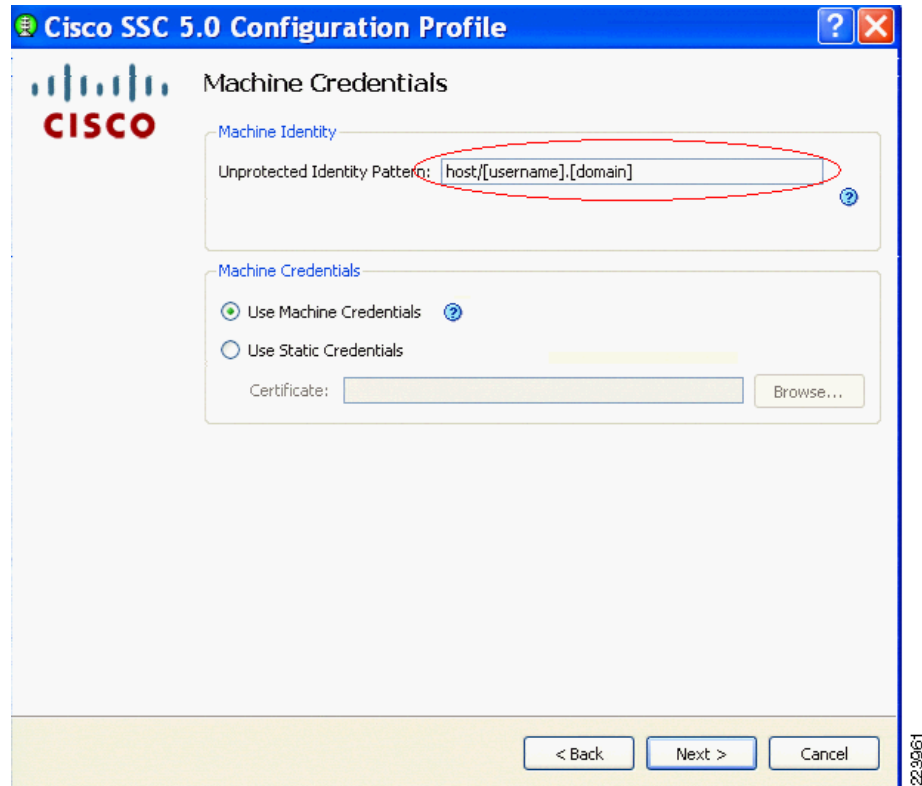 Cisco SSC 5.0 Configuration Profile
?
CISCO
Machine Credentials
Machine Identity
Unprotected Identity Pattern: host/[username].[domain]
?
Machine Credentials
Use Machine Credentials ?
Use Static Credentials
Certificate: Browse...
< Back Next > Cancel
223961